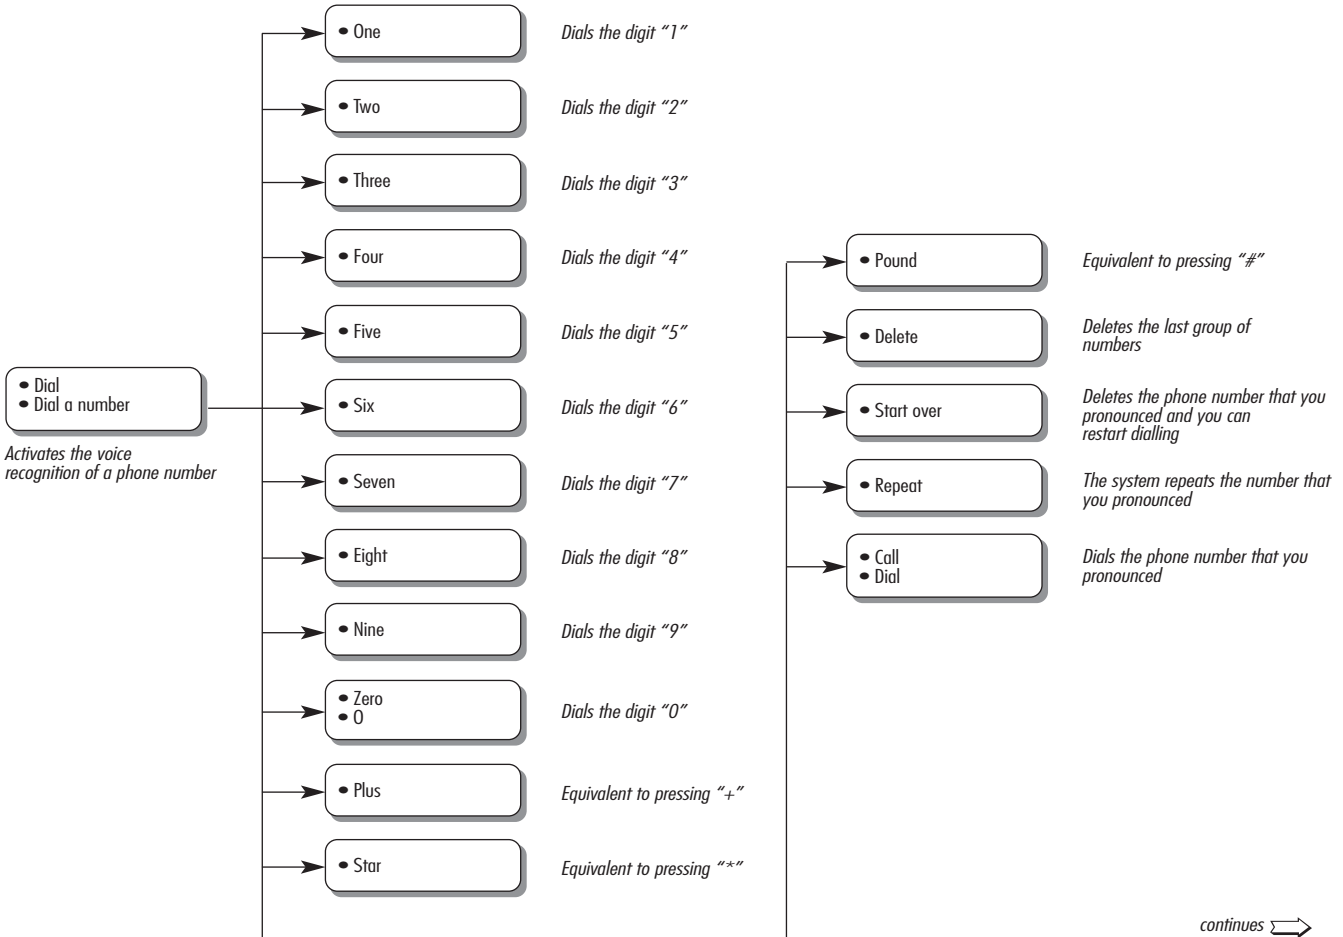 • Dial
• Dial a number
Activates the voice
recognition of a phone number
• One
Dials the digit “1”
• Two
Dials the digit “2”
• Three
Dials the digit “3”
• Four
Dials the digit “4”
• Five
Dials the digit “5”
• Six
Dials the digit “6”
• Seven
Dials the digit “7”
• Eight
Dials the digit “8”
• Nine
Dials the digit “9”
• Zero
• O
Dials the digit “0”
• Plus
Equivalent to pressing “+”
• Star
Equivalent to pressing “*”
• Pound
Equivalent to pressing “#”
• Delete
Deletes the last group of
numbers
• Start over
Deletes the phone number that you
pronounced and you can
restart dialling
• Repeat
The system repeats the number that
you pronounced
• Call
• Dial
Dials the phone number that you
pronounced
continues